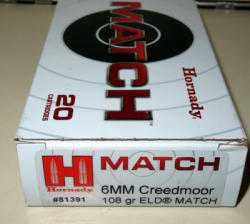 MATCH
Hornady
20
CARTRIDGES
H
Hornady
#81391
MATCH
6MM Creedmoor
108 gr ELD® MATCH